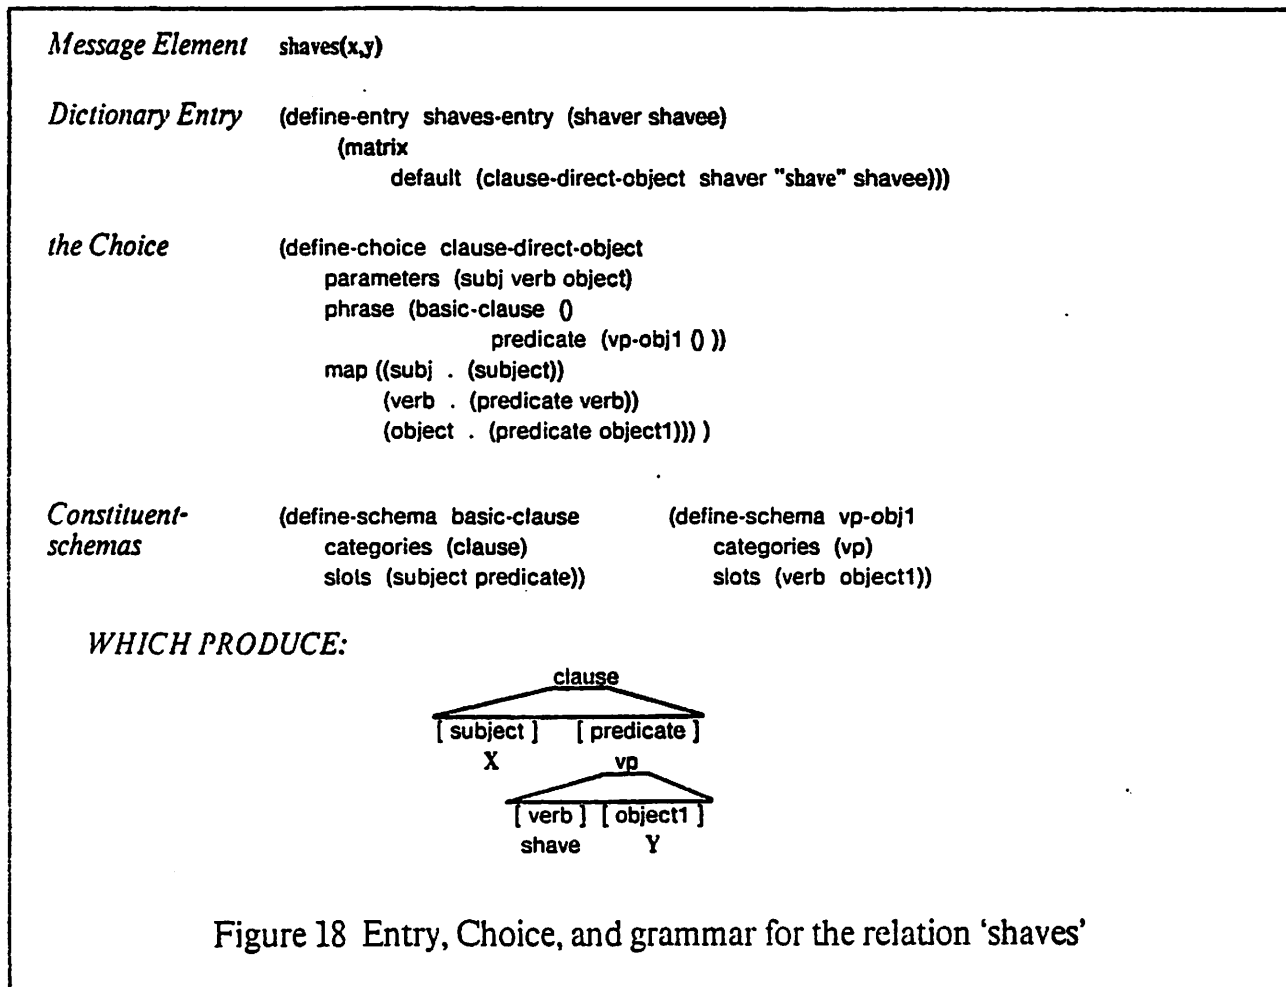 Message Element shaves(x,y)
Dictionary Entry (define-entry shaves-entry (shaver shavee)
(matrix
default (clause-direct-object shaver "shave" shavee)))
the Choice (define-choice clause-direct-object
parameters (subj verb object)
phrase (basic-clause ()
predicate (vp-obj1 () ))
map ((subj . (subject))
(verb . (predicate verb))
(object . (predicate object1))) )
Constituent- (define-schema basic-clause (define-schema vp-obj1
schemas categories (clause) categories (vp)
slots (subject predicate)) slots (verb object1))
WHICH PRODUCE:
clause
[ subject ] [ predicate ]
X vp
[ verb ] [ object1 ]
shave Y
Figure 18 Entry, Choice, and grammar for the relation 'shaves'